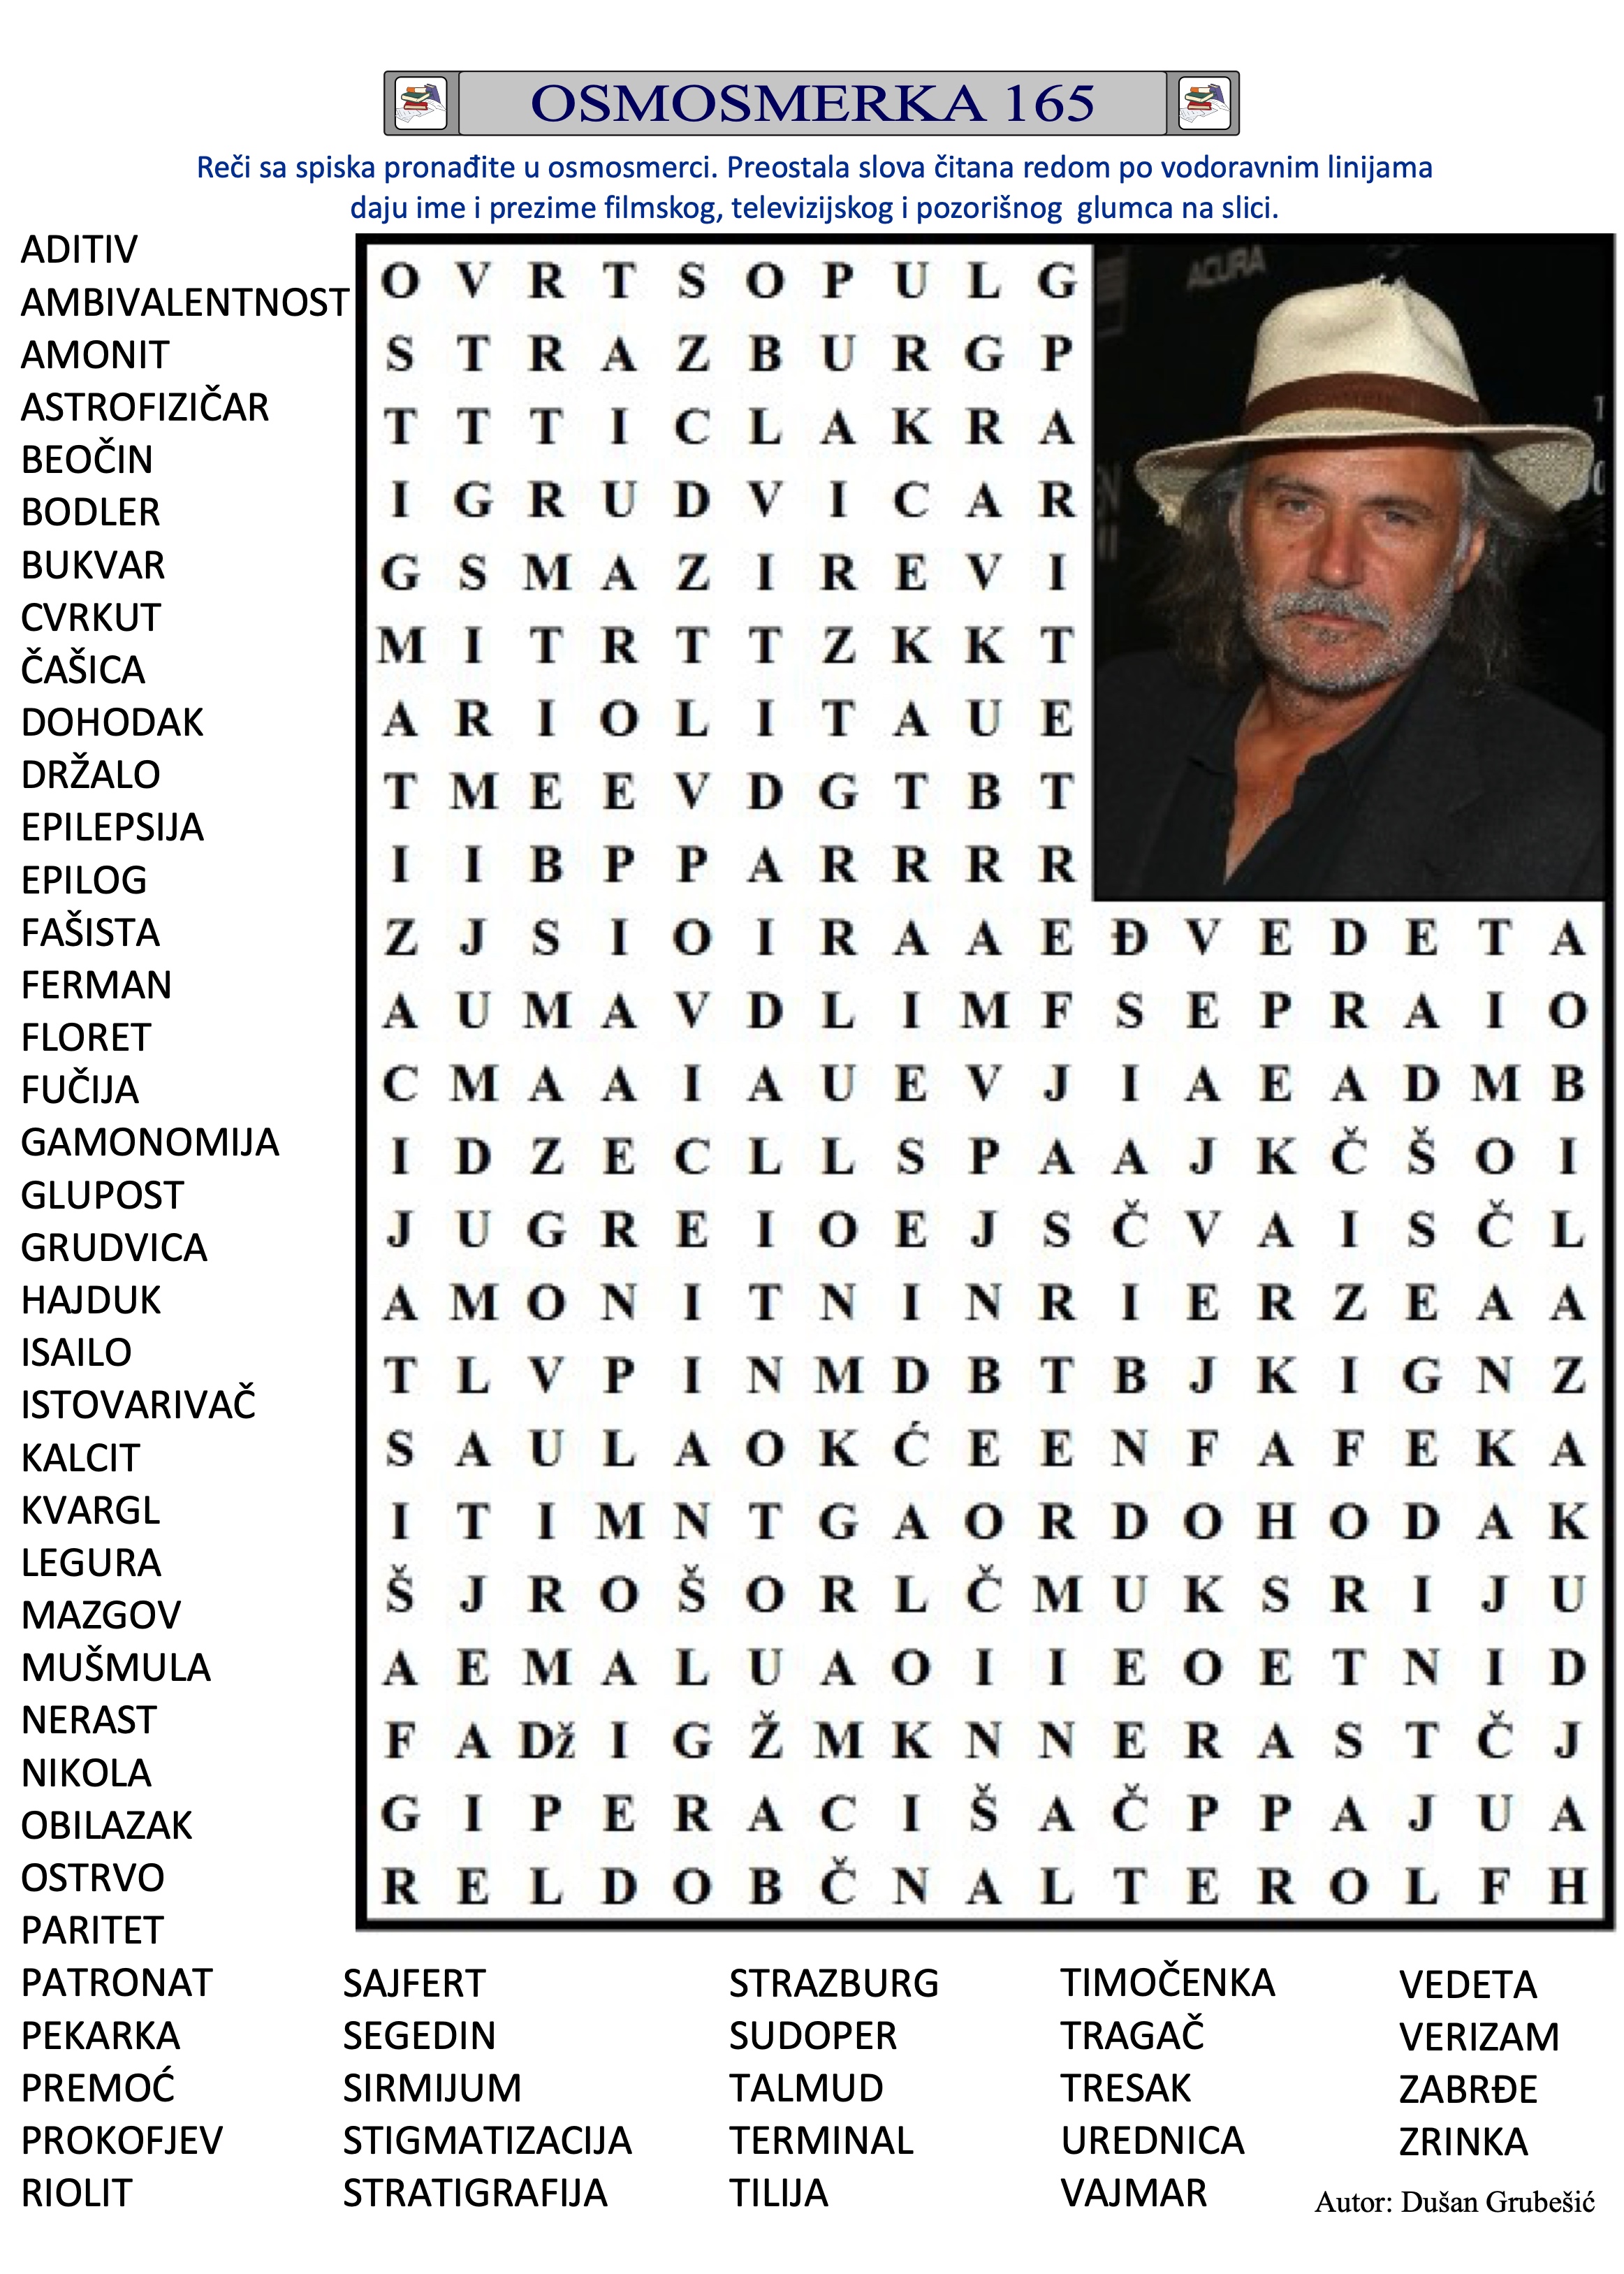 OSMOSMERKA 165
Reči sa spiska pronađite u osmosmerci. Preostala slova čitana redom po vodoravnim linijama
daju ime i prezime filmskog, televizijskog i pozorišnog glumca na slici.
ADITIV
AMBIVALENTNOST
AMONIT
ASTROFIZIČAR
BEOČIN
BODLER
BUKVAR
CVRKUT
ČAŠICA
DOHODAK
DRŽALO
EPILEPSIJA
EPILOG
FAŠISTA
FERMAN
FLORET
FUČIJA
GAMONOMIJA
GLUPOST
GRUDVICA
HAJDUK
ISAILO
ISTOVARIVAČ
KALCIT
KVARGL
LEGURA
MAZGOV
MUŠMULA
NERAST
NIKOLA
OBILAZAK
OSTRVO
PARITET
PATRONAT
PEKARKA
PREMOĆ
PROKOFJEV
RIOLIT
O V R T S O P U L G
S T R A Z B U R G P
T T T I C L A K R A
I G R U D V I C A R
G S M A Z I R E V I
M I T R T T Z K K T
A R I O L I T A U E
T M E E V D G T B T
I I B P P A R R R R
Z J S I O I R A A E Đ V E D E T A
A U M A V D L I M F S E P R A I O
C M A A I A U E V J I A E A D M B
I D Z E C L L S P A A J K Č Š O I
J U G R E I O E J S Č V A I S Č L
A M O N I T N I N R I E R Z E A A
T L V P I N M D B T B J K I G N Z
S A U L A O K Ć E E N F A F E K A
I T I M N T G A O R D O H O D A K
Š J R O Š O R L Č M U K S R I J U
A E M A L U A O I I E O E T N I D
F A Dž I G Ž M K N N E R A S T Č J
G I P E R A C I Š A Č P P A J U A
R E L D O B Č N A L T E R O L F H
ACURA
SAJFERT
SEGEDIN
SIRMIJUM
STIGMATIZACIJA
STRATIGRAFIJA
STRAZBURG
SUDOPER
TALMUD
TERMINAL
TILIJA
TIMOČENKA
TRAGAČ
TRESAK
UREDNICA
VAJMAR
VEDETA
VERIZAM
ZABRĐE
ZRINKA
Autor: Dušan Grubešić